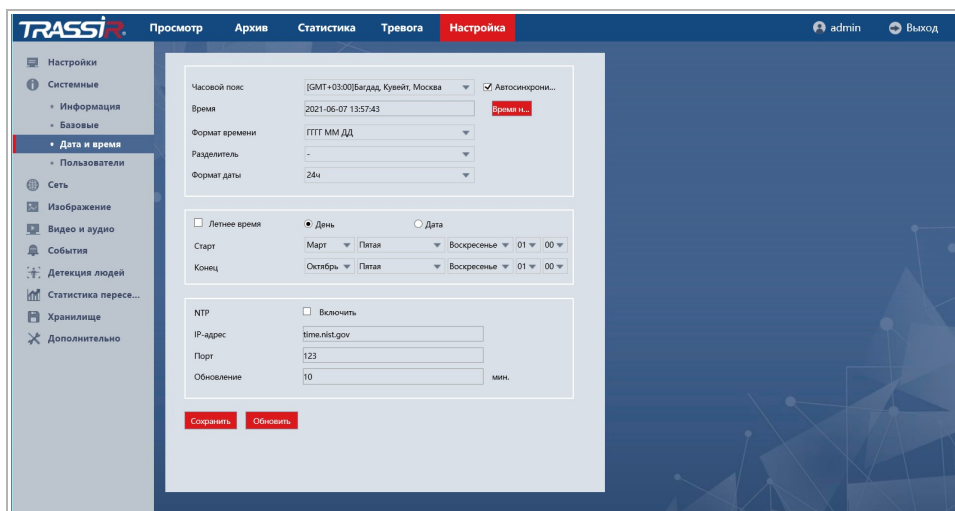 TRASSIR
Просмотр Архив Статистика Тревога Настройка admin Выход
Настройки
Системные
Информация
Базовые
Дата и время
Пользователи
Сеть
Изображение
Видео и аудио
События
Детекция людей
Статистика пересе...
Хранилище
Дополнительно
Часовой пояс [GMT+03:00]Багдад, Кувейт, Москва Автосинхрони...
Время 2021-06-07 13:57:43 Время н...
Формат времени ГГГГ ММ ДД
Разделитель -
Формат даты 24ч
Летнее время День Дата
Старт Март Пятая Воскресенье 01 00
Конец Октябрь Пятая Воскресенье 01 00
NTP Включить
IP-адрес time.nist.gov
Порт 123
Обновление 10 мин.
Сохранить Обновить